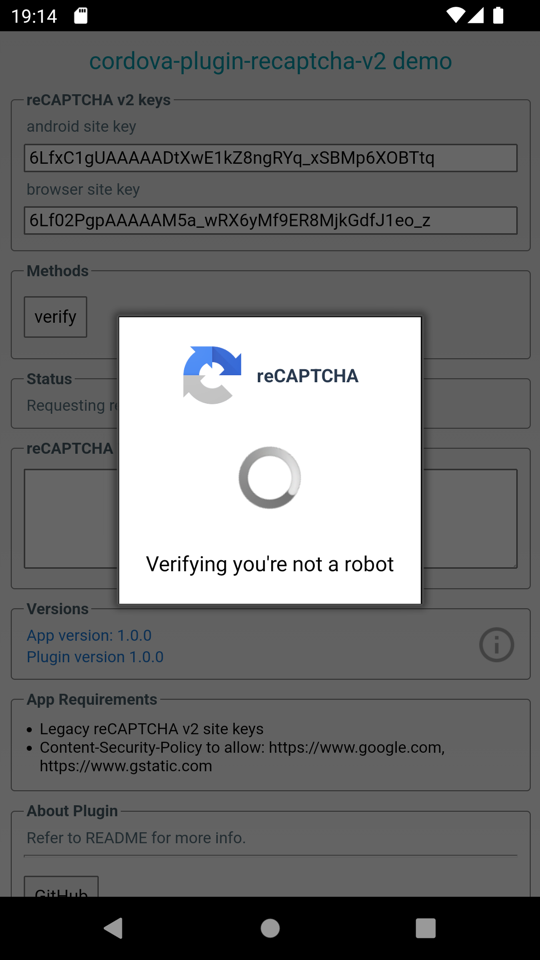 19:14
cordova-plugin-recaptcha-v2 demo
reCAPTCHA v2 keys
android site key
6LfxC1gUAAAAADtXwE1kZ8ngRYq_xSBMp6XOBTtq
browser site key
6Lf02PgpAAAAAM5a_wRX6yMf9ER8MjkGdfJ1eo_z
Methods
verify
reCAPTCHA
Status
Requesting
reCAPTCHA
Verifying you're not a robot
Versions
App version: 1.0.0
Plugin version 1.0.0
App Requirements
Legacy reCAPTCHA v2 site keys
Content-Security-Policy to allow: https://www.google.com,
https://www.gstatic.com
About Plugin
Refer to README for more info.
GitHub